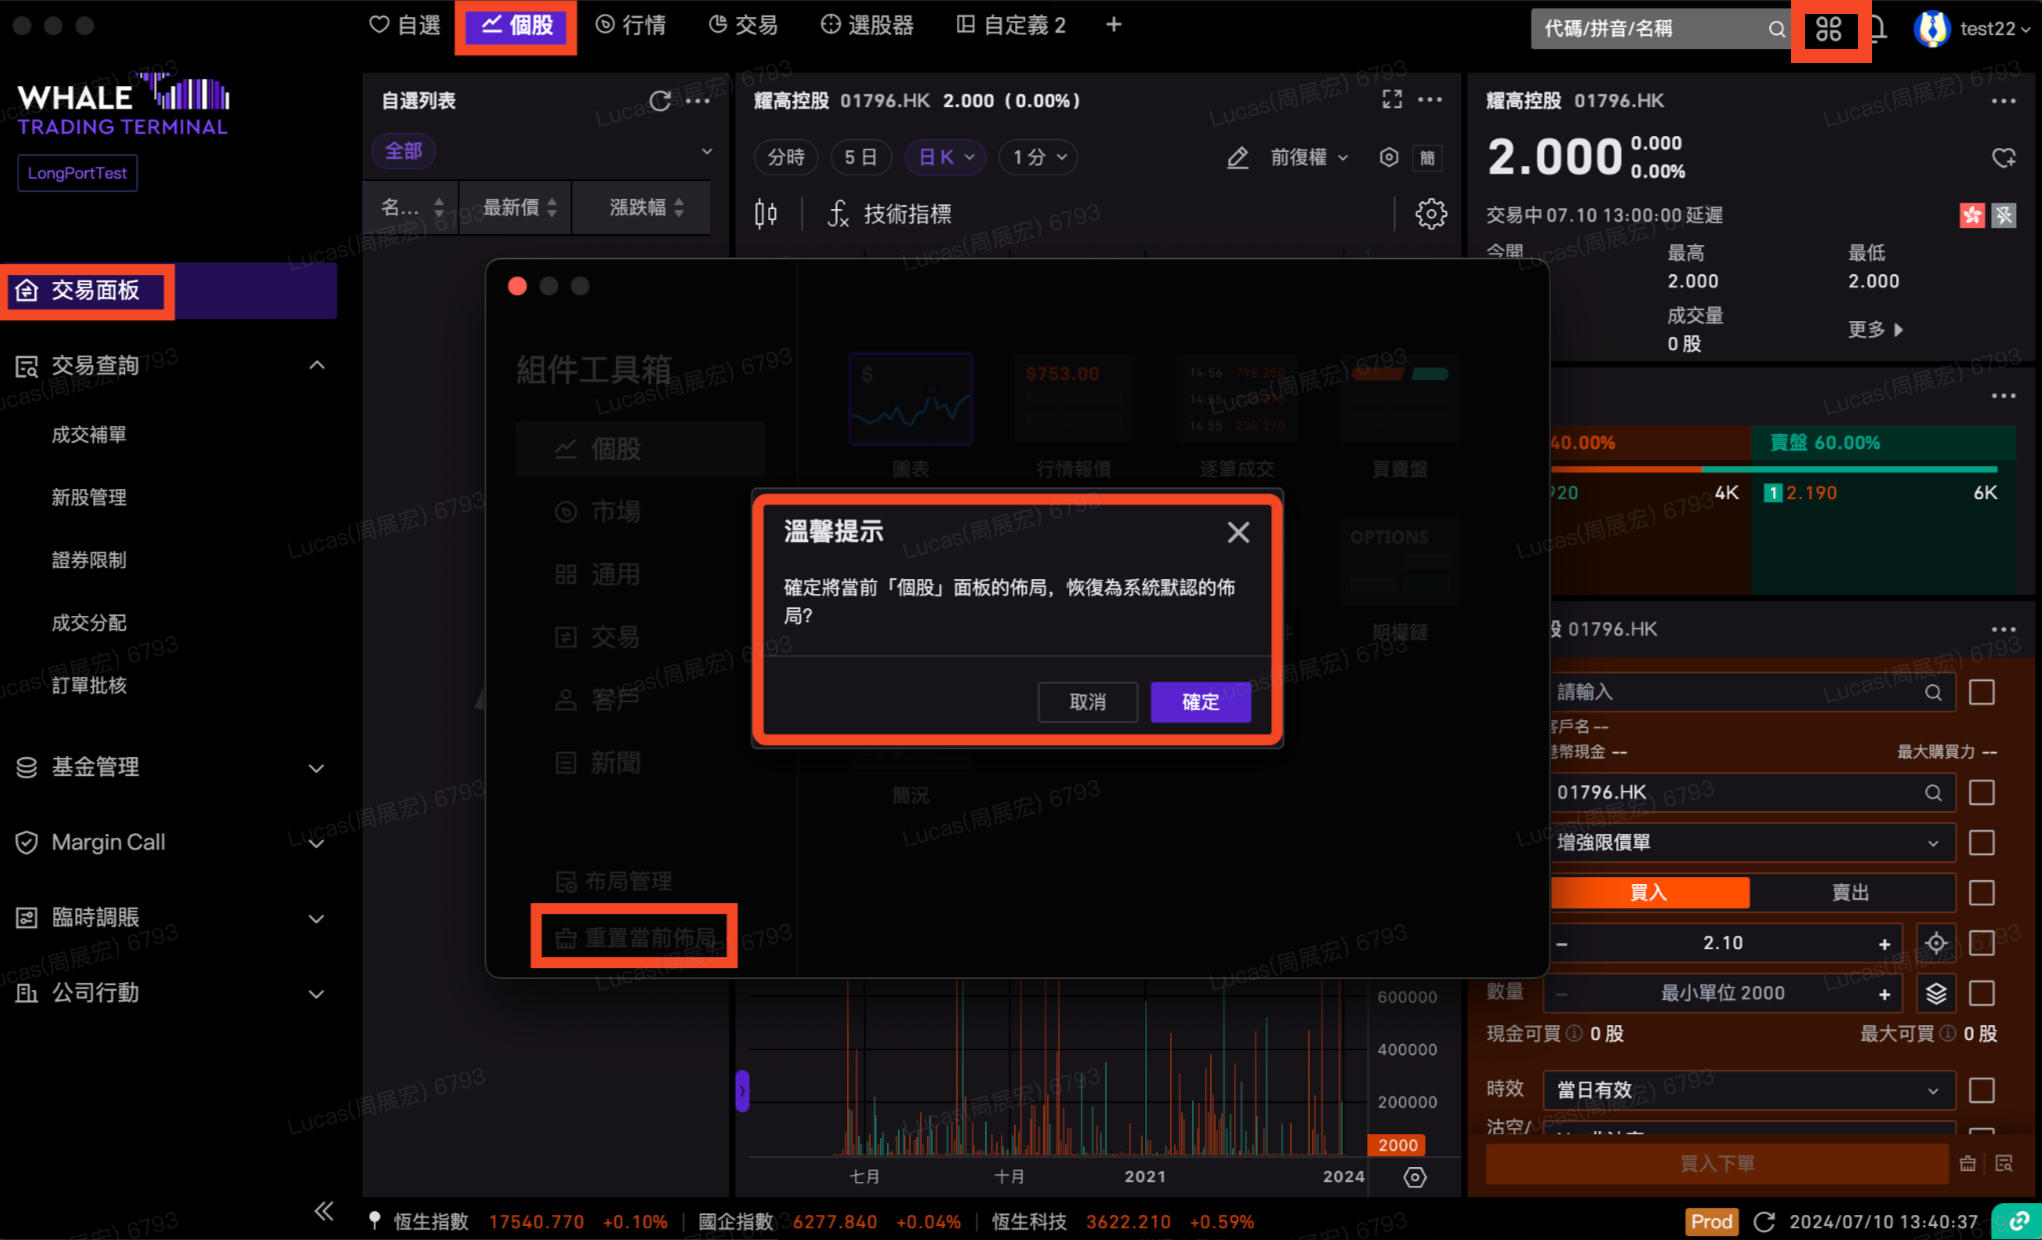 自選
個股
行情
交易
選股器
自定義 2
代碼/拼音/名稱
test22
WHALE
TRADING TERMINAL
LongPortTest
交易面板
交易查詢
成交補單
新股管理
證券限制
成交分配
訂單批核
基金管理
Margin Call
臨時調賬
公司行動
自選列表
全部
名...
最新價
漲跌幅
耀高控股 01796.HK 2.000 (0.00%)
分時
5 日
日 K
1 分
前復權
簡
技術指標
組件工具箱
個股
市場
通用
交易
客戶
新聞
布局管理
重置當前佈局
$
圖表
$753.00
行情報價
14:56 798.250
14:55
14:55 238.270
逐筆成交
買賣盤
OPTIONS
期權鏈
簡況
溫馨提示
確定將當前「個股」面板的佈局，恢復為系統默認的佈
局?
取消
確定
600000
400000
200000
2000
七月
十月
2021
2024
耀高控股 01796.HK
2.000
0.000
0.00%
交易中 07.10 13:00:00 延遲
今開
最高
2.000
最低
2.000
成交量
0 股
更多
40.00%
賣盤 60.00%
920
4K
1 2.190
6K
01796.HK
請輸入
客戶名 --
港幣現金 --
最大購買力 --
01796.HK
增強限價單
買入
賣出
2.10
數量
最小單位 2000
現金可買 0 股
最大可買 0 股
時效
當日有效
沽空/
買入下單
恆生指數 17540.770 +0.10%
國企指數 6277.840 +0.04%
恆生科技 3622.210 +0.59%
Prod
2024/07/10 13:40:37
Lucas(周展宏) 6793